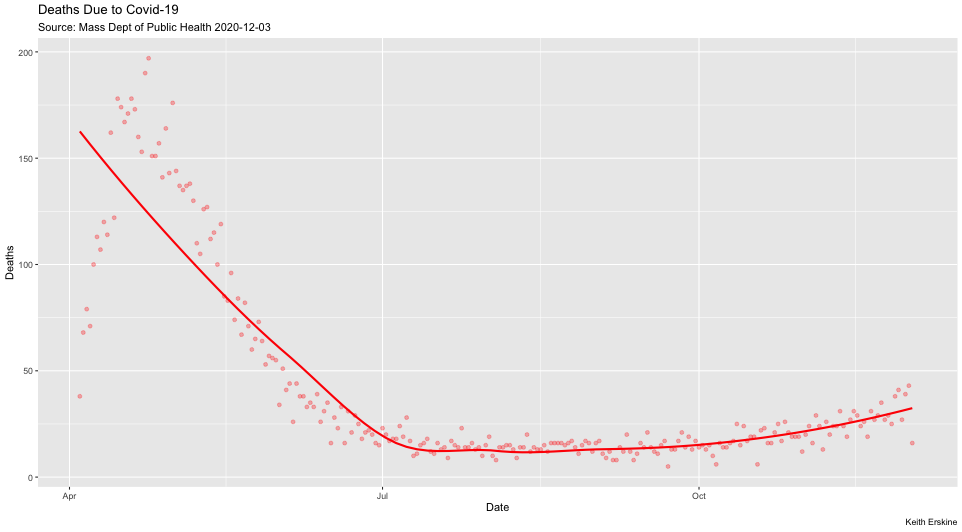 Deaths Due to Covid-19
Source: Mass Dept of Public Health 2020-12-03
200
150
100
50
0
Deaths
Apr
Jul
Oct
Date
Keith Erskine